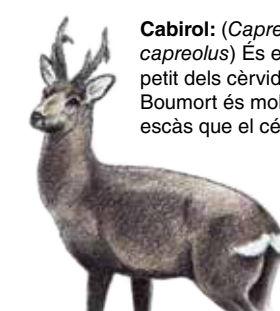 Cabirol: (Capre
capreolus) És e
petit dels cèrvid
Boumort és mol
escàs que el cé